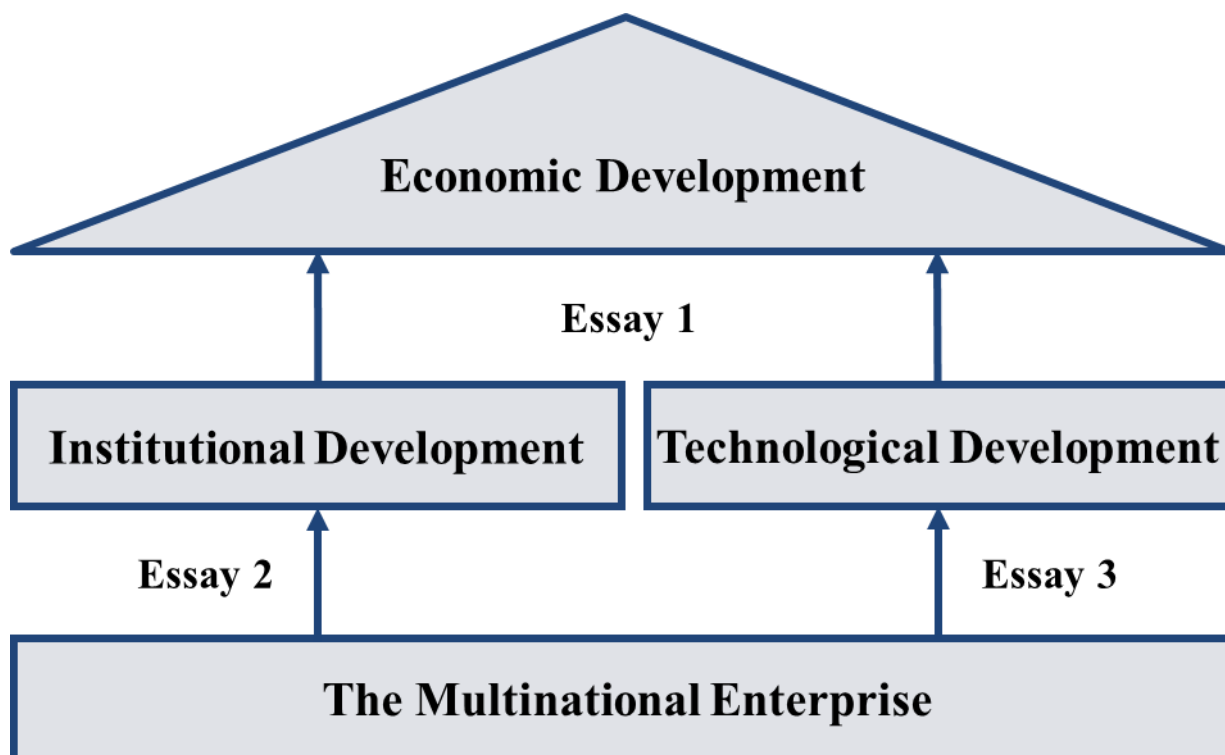 Economic Development
Essay 1
Institutional Development
Technological Development
Essay 2
Essay 3
The Multinational Enterprise